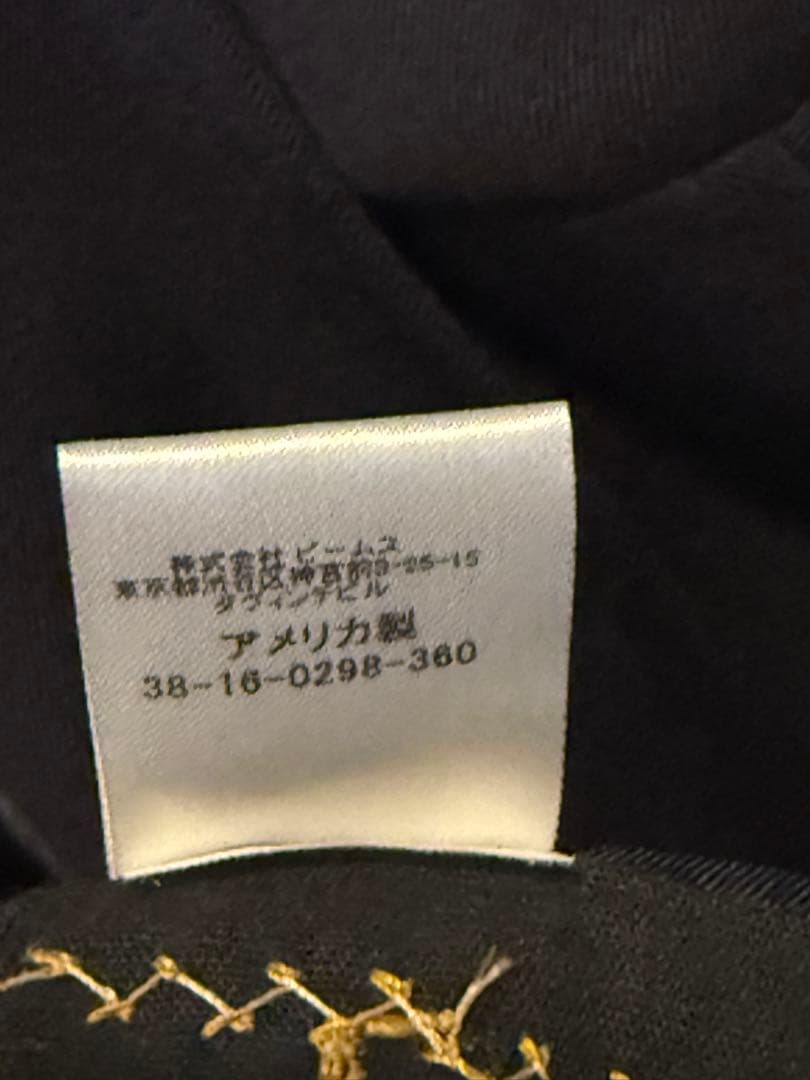 株式会社 ビームス
東京都渋谷区神宮前3-25-15
アメリカ製
38-16-0298-360